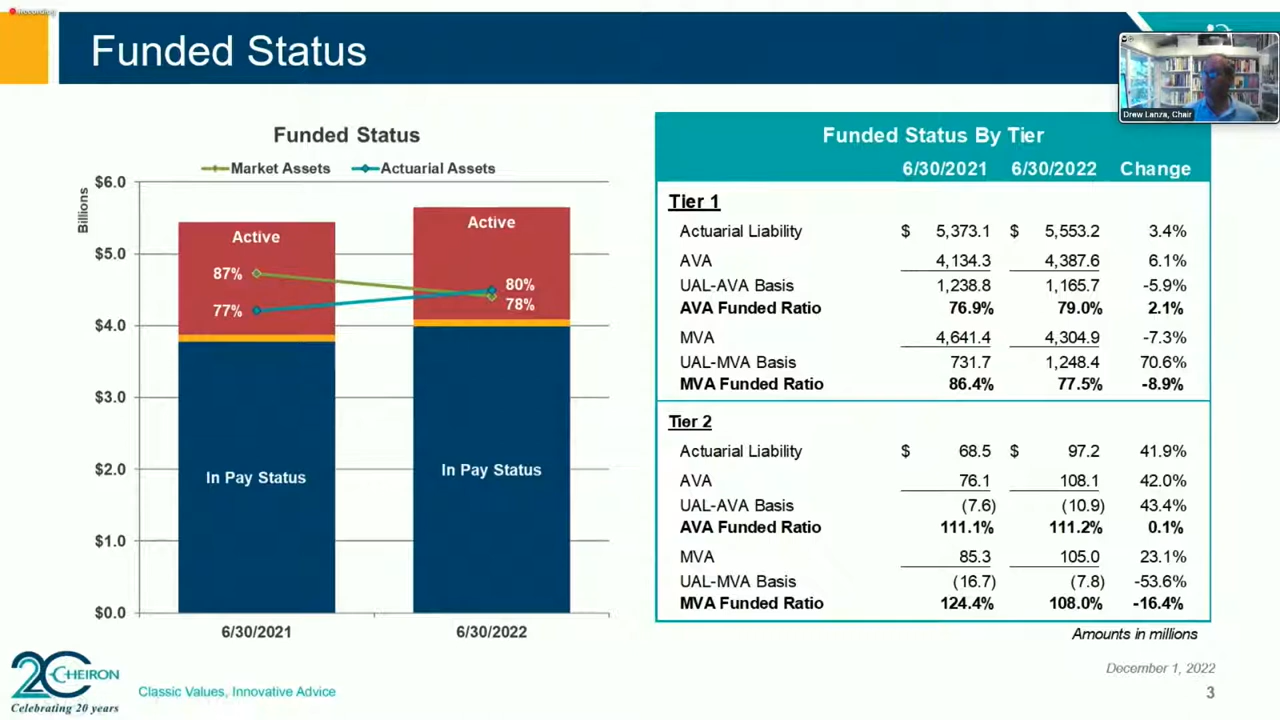 Recording
Funded Status
Drew Lanza, Chair
Funded Status
Market Assets
Actuarial Assets
Billions
$6.0
$5.0
$4.0
$3.0
$2.0
$1.0
$0.0
Active
Active
87%
77%
80%
78%
In Pay Status
In Pay Status
6/30/2021
6/30/2022
Funded Status By Tier
6/30/2021 6/30/2022 Change
Tier 1
Actuarial Liability $ 5,373.1 $ 5,553.2 3.4%
AVA 4,134.3 4,387.6 6.1%
UAL-AVA Basis 1,238.8 1,165.7 -5.9%
AVA Funded Ratio 76.9% 79.0% 2.1%
MVA 4,641.4 4,304.9 -7.3%
UAL-MVA Basis 731.7 1,248.4 70.6%
MVA Funded Ratio 86.4% 77.5% -8.9%
Tier 2
Actuarial Liability $ 68.5 $ 97.2 41.9%
AVA 76.1 108.1 42.0%
UAL-AVA Basis (7.6) (10.9) 43.4%
AVA Funded Ratio 111.1% 111.2% 0.1%
MVA 85.3 105.0 23.1%
UAL-MVA Basis (16.7) (7.8) -53.6%
MVA Funded Ratio 124.4% 108.0% -16.4%
Amounts in millions
December 1, 2022
20 CHEIRON
Celebrating 20 years
Classic Values, Innovative Advice
3